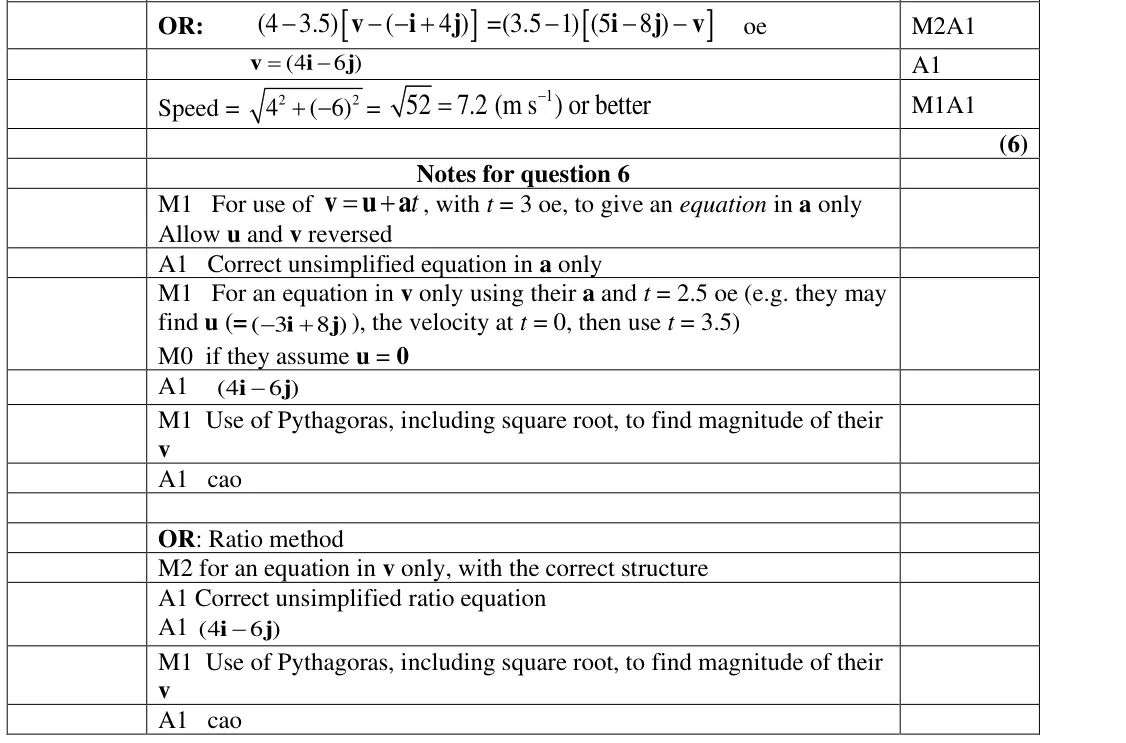 OR: (4−3.5)[v−(−i+4j)] =(3.5−1)[(5i−8j)−v] oe M2A1
v = (4i−6j) A1
Speed = √(4² + (−6)²) = √52 = 7.2 (m s⁻¹) or better M1A1
(6)
Notes for question 6
M1 For use of v = u + at, with t = 3 oe, to give an equation in a only
Allow u and v reversed
A1 Correct unsimplified equation in a only
M1 For an equation in v only using their a and t = 2.5 oe (e.g. they may
find u (= (−3i + 8j) ), the velocity at t = 0, then use t = 3.5)
M0 if they assume u = 0
A1 (4i − 6j)
M1 Use of Pythagoras, including square root, to find magnitude of their
v
A1 cao
OR: Ratio method
M2 for an equation in v only, with the correct structure
A1 Correct unsimplified ratio equation
A1 (4i − 6j)
M1 Use of Pythagoras, including square root, to find magnitude of their
v
A1 cao